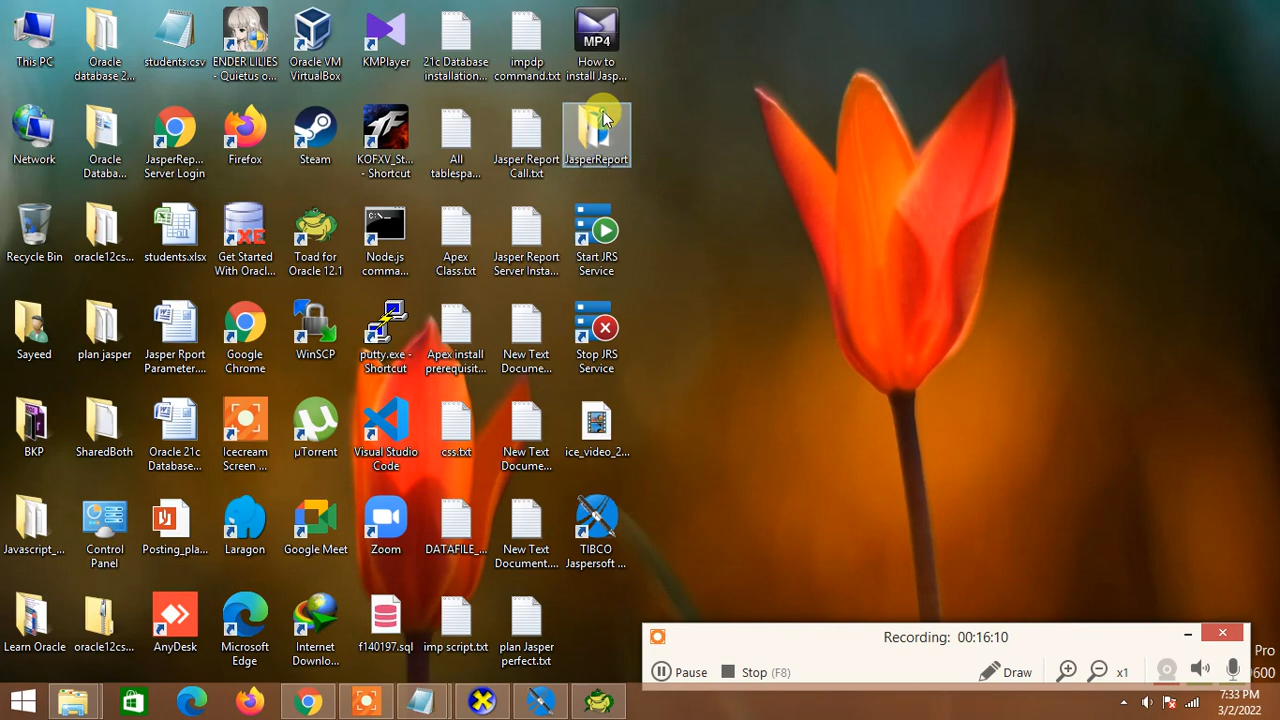 This PC
Oracle
database 2...
students.csv
ENDER LILIES
- Quietus o...
Oracle VM
VirtualBox
KMPlayer
21c Database
installation...
impdp
command.txt
MP4
How to
install Jasp...
Network
Oracle
Databa...
JasperRep...
Server Login
Firefox
Steam
KOFXV_St...
- Shortcut
All
tablespa...
Jasper Report
Call.txt
JasperReport
Recycle Bin
oracle12cs...
students.xlsx
XE
Get Started
With Oracl...
Toad for
Oracle 12.1
C:\_
Node.js
comma...
Apex
Class.txt
Jasper Report
Server Insta...
Start JRS
Service
Sayeed
plan jasper
Jasper Rport
Parameter....
Google
Chrome
WinSCP
putty.exe -
Shortcut
Apex install
prerequisit...
New Text
Docume...
Stop JRS
Service
BKP
SharedBoth
Oracle 21c
Database...
Icecream
Screen ...
µTorrent
Visual Studio
Code
css.txt
New Text
Docume...
ice_video_2...
Javascript_...
Control
Panel
Posting_pla...
Laragon
Google Meet
Zoom
DATAFILE_...
New Text
Document....
TIBCO
Jaspersoft ...
Learn Oracle
oracle12cs...
AnyDesk
Microsoft
Edge
Internet
Downlo...
f140197.sql
imp script.txt
plan Jasper
perfect.txt
Recording: 00:16:10
Pause
Stop (F8)
Draw
x1
Pro
9600
7:33 PM
3/2/2022